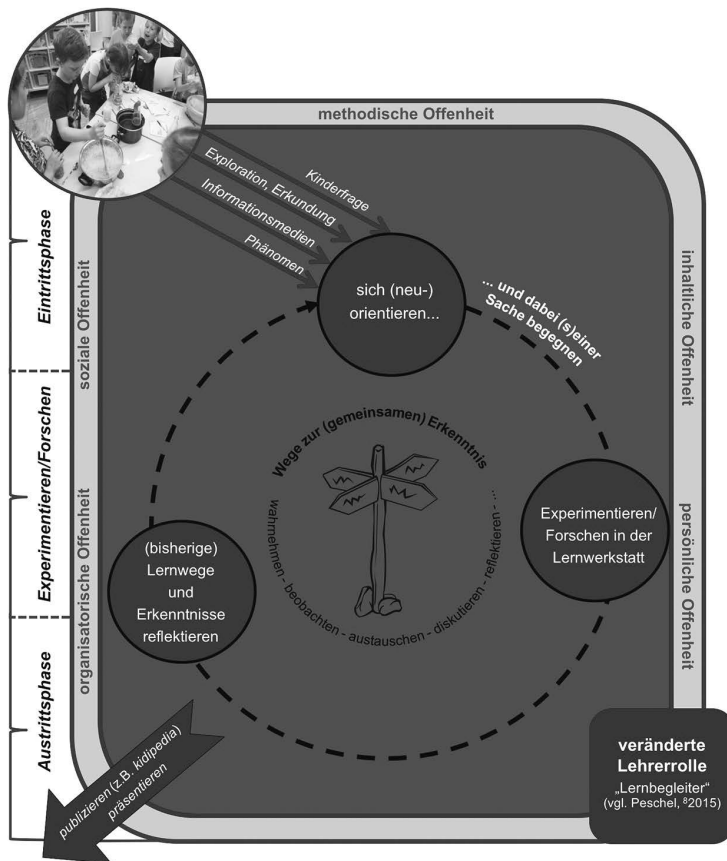 methodische Offenheit
Kinderfrage
Exploration, Erkundung
Informationsmedien
Phänomen
Eintrittsphase
soziale Offenheit
inhaltliche Offenheit
sich (neu-)
orientieren...
... und dabei (s)einer
Sache begegnen
Wege zur (gemeinsamen) Erkenntnis
wahrnehmen - beobachten - austauschen - diskutieren - reflektieren - ...
Experimentieren/Forschen
organisatorische Offenheit
persönliche Offenheit
Experimentieren/
Forschen in der
Lernwerkstatt
(bisherige)
Lernwege
und
Erkenntnisse
reflektieren
Austrittsphase
publizieren (z.B. kidipedia)
präsentieren
veränderte
Lehrerrolle
„Lernbegleiter“
(vgl. Peschel, ⁸2015)